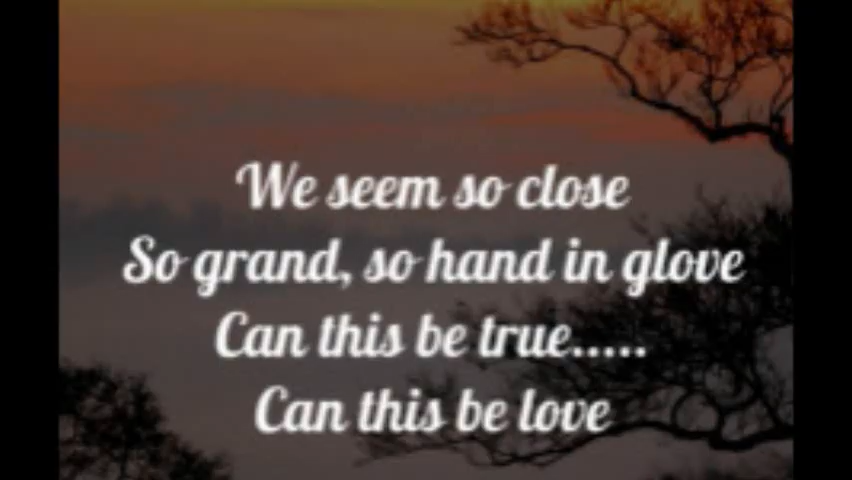 We seem so close
So grand, so hand in glove
Can this be true.....
Can this be love